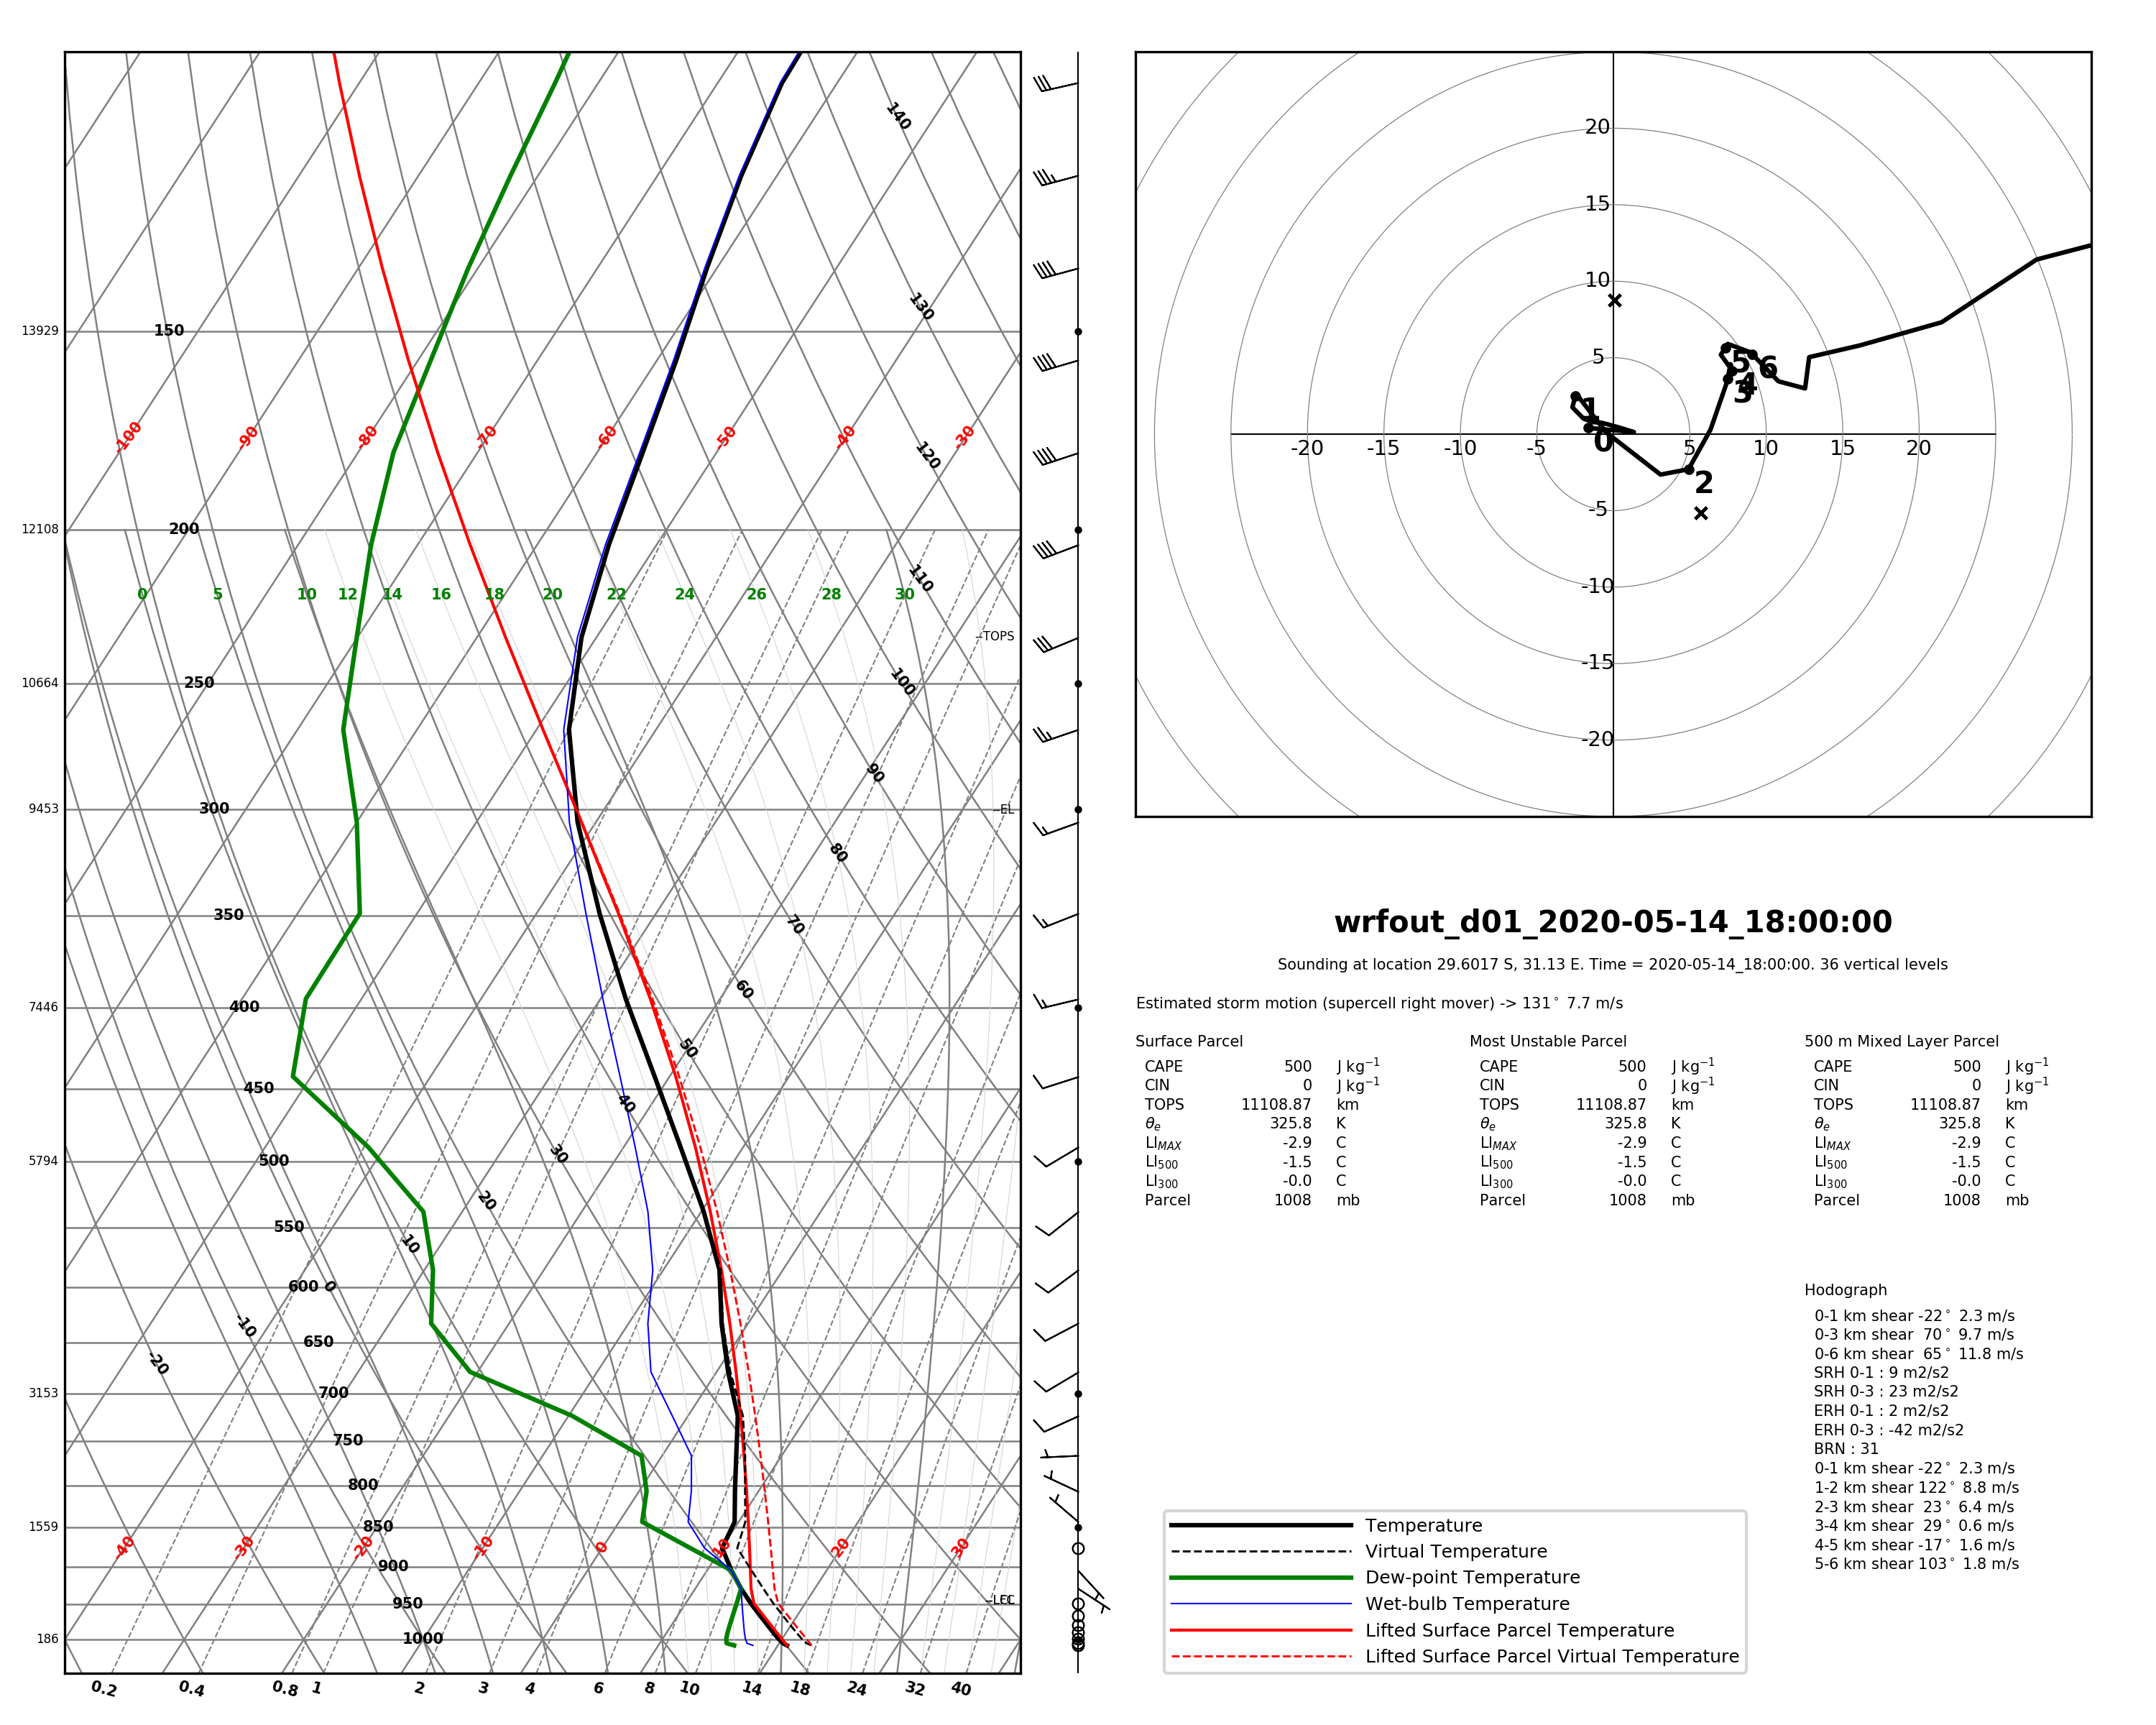 140
130
13929 150
-100 -90 -80 -70 -60 -50 -40 -30
120
12108 200
110
0 5 10 12 14 16 18 20 22 24 26 28 30
--TOPS
10664 250
100
90
9453 300
--EL
80
350
70
7446 400
60
50
450
40
5794 500
30
20
550
10
600 0
-10
650
-20
3153 700
750
800
1559 850
-40 -30 -20 -10 0 10 20 30
900
950
186 1000
0.2 0.4 0.8 1 2 3 4 6 8 10 14 18 24 32 40
20
15
10
5
-20 -15 -10 -5 5 10 15 20
-5
-10
-15
-20
0
1
2
3
4
5
6
wrfout_d01_2020-05-14_18:00:00
Sounding at location 29.6017 S, 31.13 E. Time = 2020-05-14_18:00:00. 36 vertical levels
Estimated storm motion (supercell right mover) -> 131° 7.7 m/s
Surface Parcel Most Unstable Parcel 500 m Mixed Layer Parcel
CAPE 500 J kg⁻¹ CAPE 500 J kg⁻¹ CAPE 500 J kg⁻¹
CIN 0 J kg⁻¹ CIN 0 J kg⁻¹ CIN 0 J kg⁻¹
TOPS 11108.87 km TOPS 11108.87 km TOPS 11108.87 km
θe 325.8 K θe 325.8 K θe 325.8 K
LIMAX -2.9 C LIMAX -2.9 C LIMAX -2.9 C
LI500 -1.5 C LI500 -1.5 C LI500 -1.5 C
LI300 -0.0 C LI300 -0.0 C LI300 -0.0 C
Parcel 1008 mb Parcel 1008 mb Parcel 1008 mb
Hodograph
0-1 km shear -22° 2.3 m/s
0-3 km shear 70° 9.7 m/s
0-6 km shear 65° 11.8 m/s
SRH 0-1 : 9 m2/s2
SRH 0-3 : 23 m2/s2
ERH 0-1 : 2 m2/s2
ERH 0-3 : -42 m2/s2
BRN : 31
0-1 km shear -22° 2.3 m/s
1-2 km shear 122° 8.8 m/s
2-3 km shear 23° 6.4 m/s
3-4 km shear 29° 0.6 m/s
4-5 km shear -17° 1.6 m/s
5-6 km shear 103° 1.8 m/s
Temperature
Virtual Temperature
Dew-point Temperature
Wet-bulb Temperature
Lifted Surface Parcel Temperature
Lifted Surface Parcel Virtual Temperature